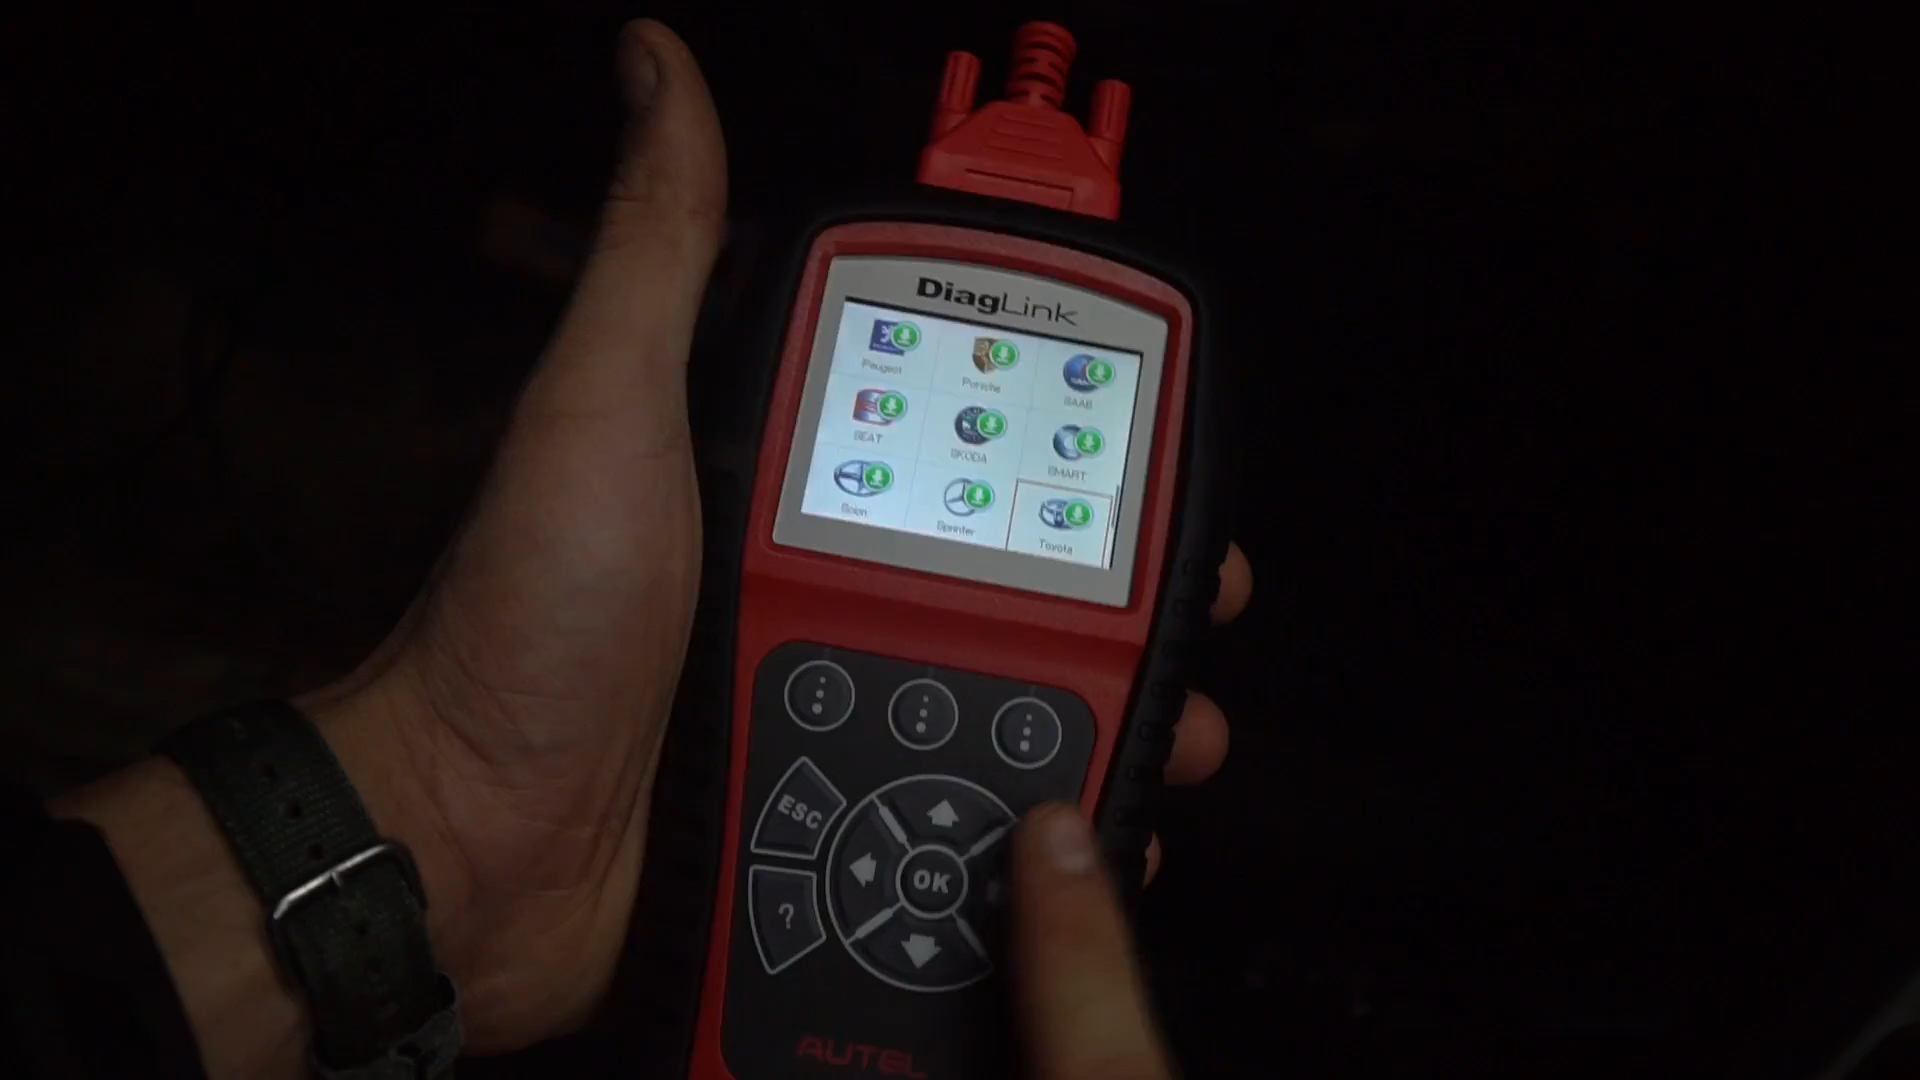 DiagLink
Peugeot
Porsche
SAAB
SEAT
SKODA
SMART
Scion
Sprinter
Toyota
ESC
OK
?
AUTEL